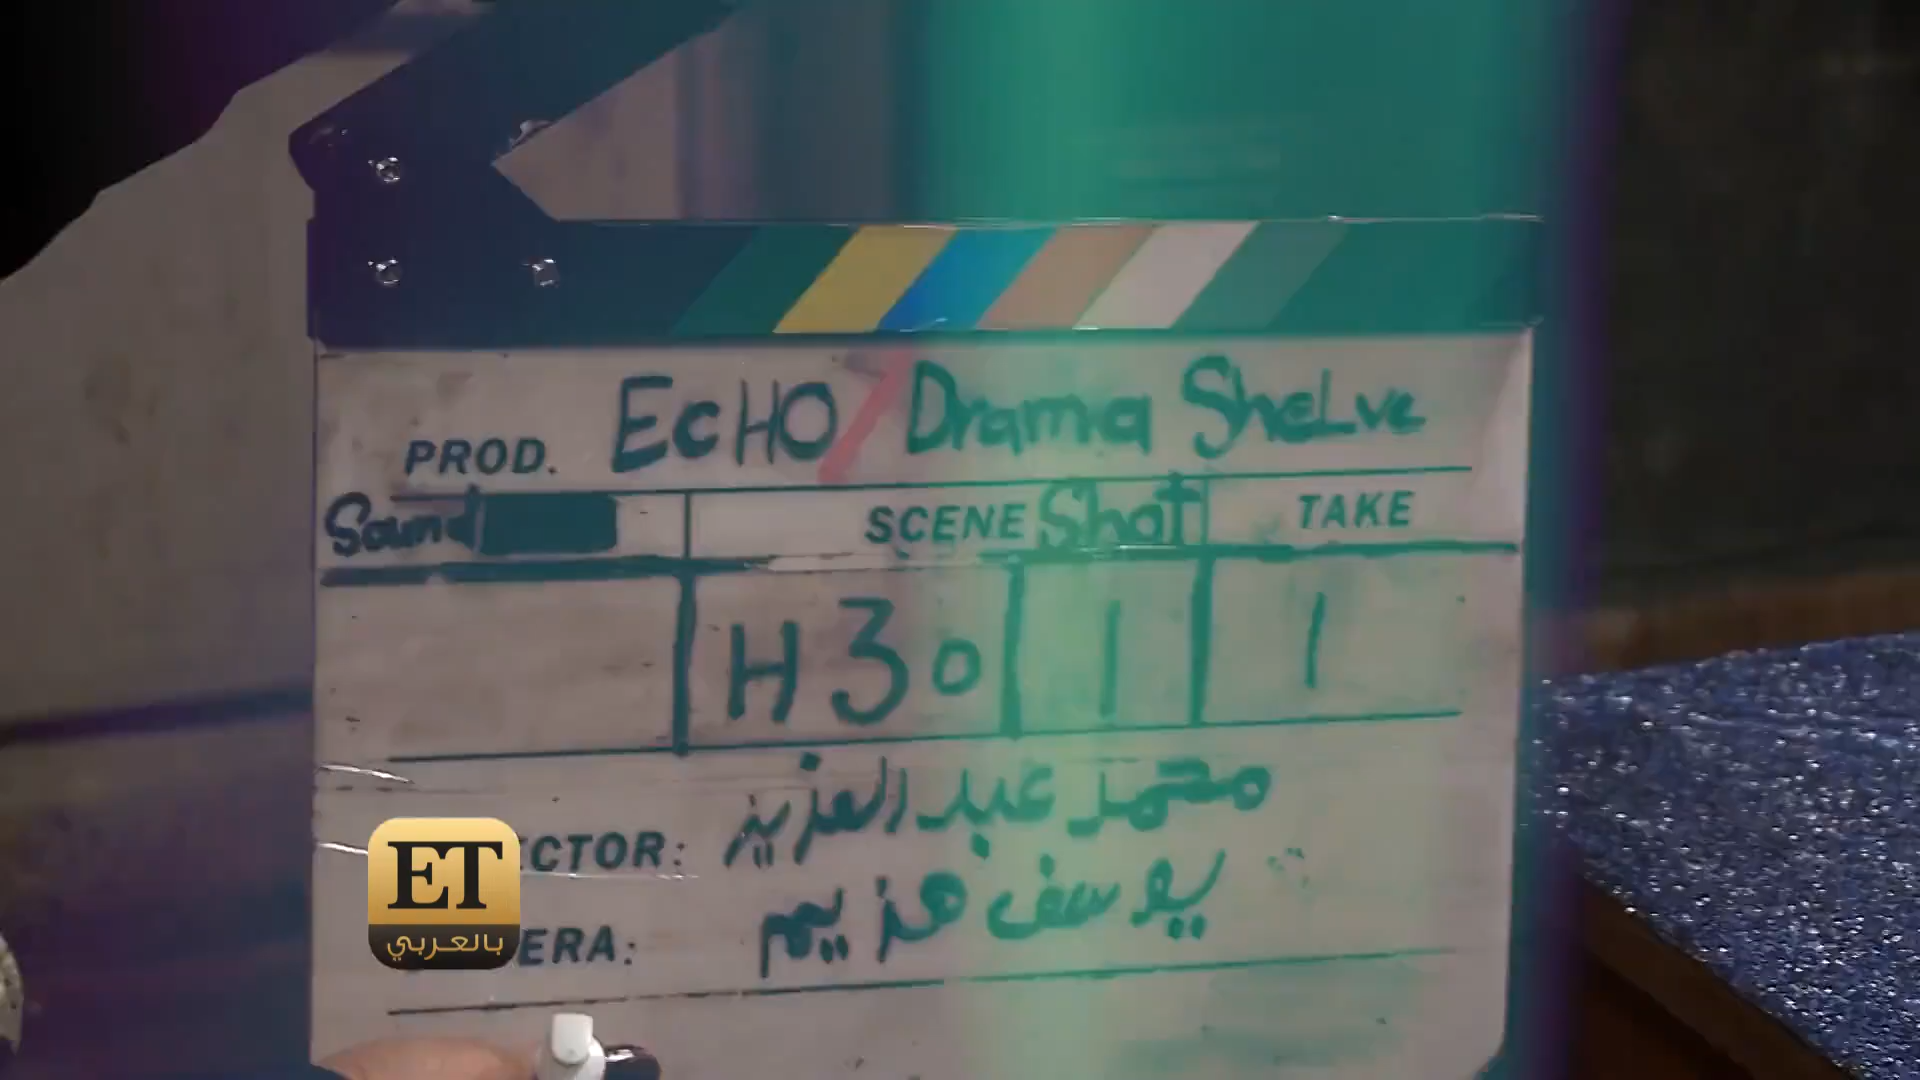 PROD. EcHO / Drama SheLve
Sound SCENE Shot TAKE
H30 1 1
ECTOR: محمد عبد العزيز
ERA: يوسف هزيم
ET
بالعربي